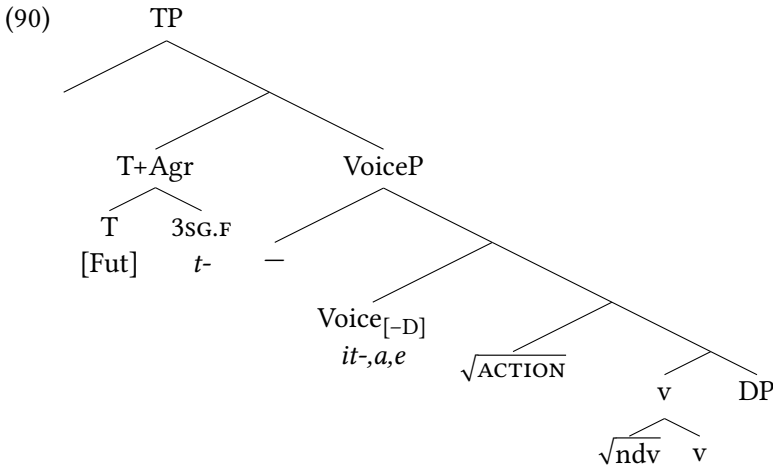 (90) TP
T+Agr VoiceP
T 3SG.F –
[Fut] t-
Voice[–D]
it-,a,e √ACTION
v DP
√ndv v